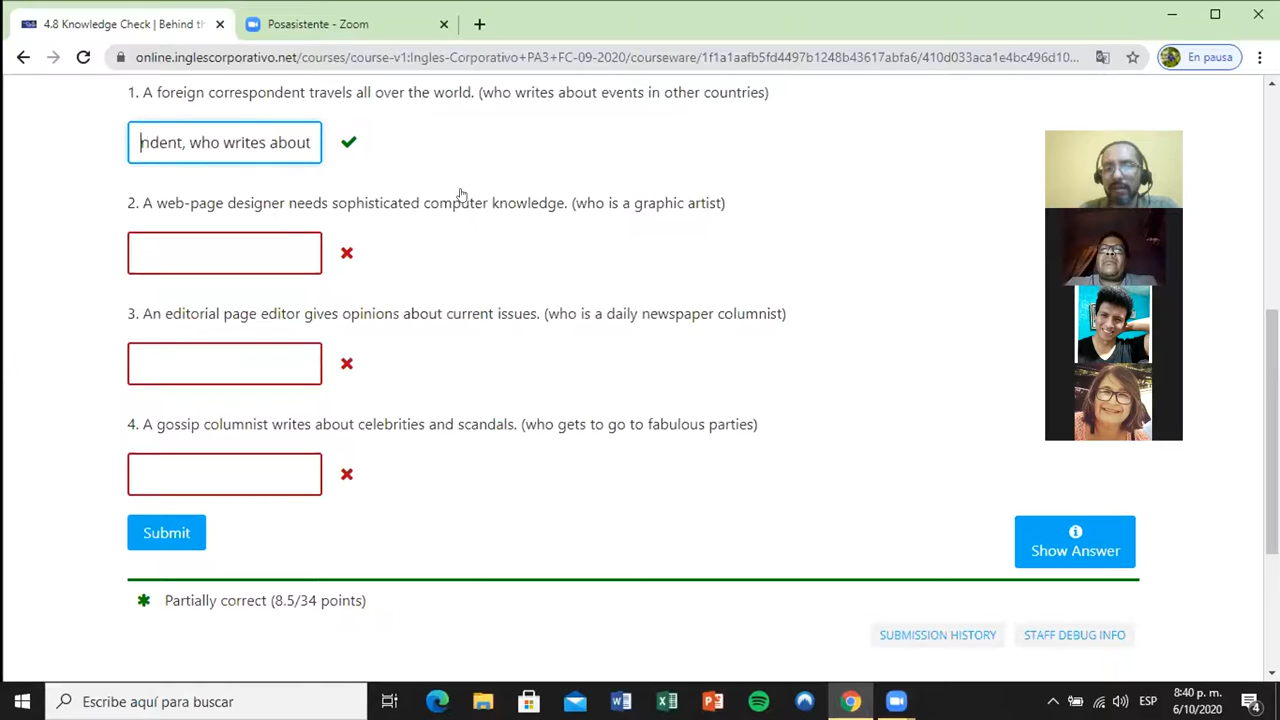 4.8 Knowledge Check | Behind th
Posasistente - Zoom
online.inglescorporativo.net/courses/course-v1:Ingles-Corporativo+PA3+FC-09-2020/courseware/1f1a1aafb5fd4497b1248b43617abfa6/410d033aca1e4bc496d10...
En pausa
1. A foreign correspondent travels all over the world. (who writes about events in other countries)
ndent, who writes about
2. A web-page designer needs sophisticated computer knowledge. (who is a graphic artist)
3. An editorial page editor gives opinions about current issues. (who is a daily newspaper columnist)
4. A gossip columnist writes about celebrities and scandals. (who gets to go to fabulous parties)
Submit
Show Answer
Partially correct (8.5/34 points)
SUBMISSION HISTORY
STAFF DEBUG INFO
Escribe aquí para buscar
ESP
8:40 p. m.
6/10/2020
4